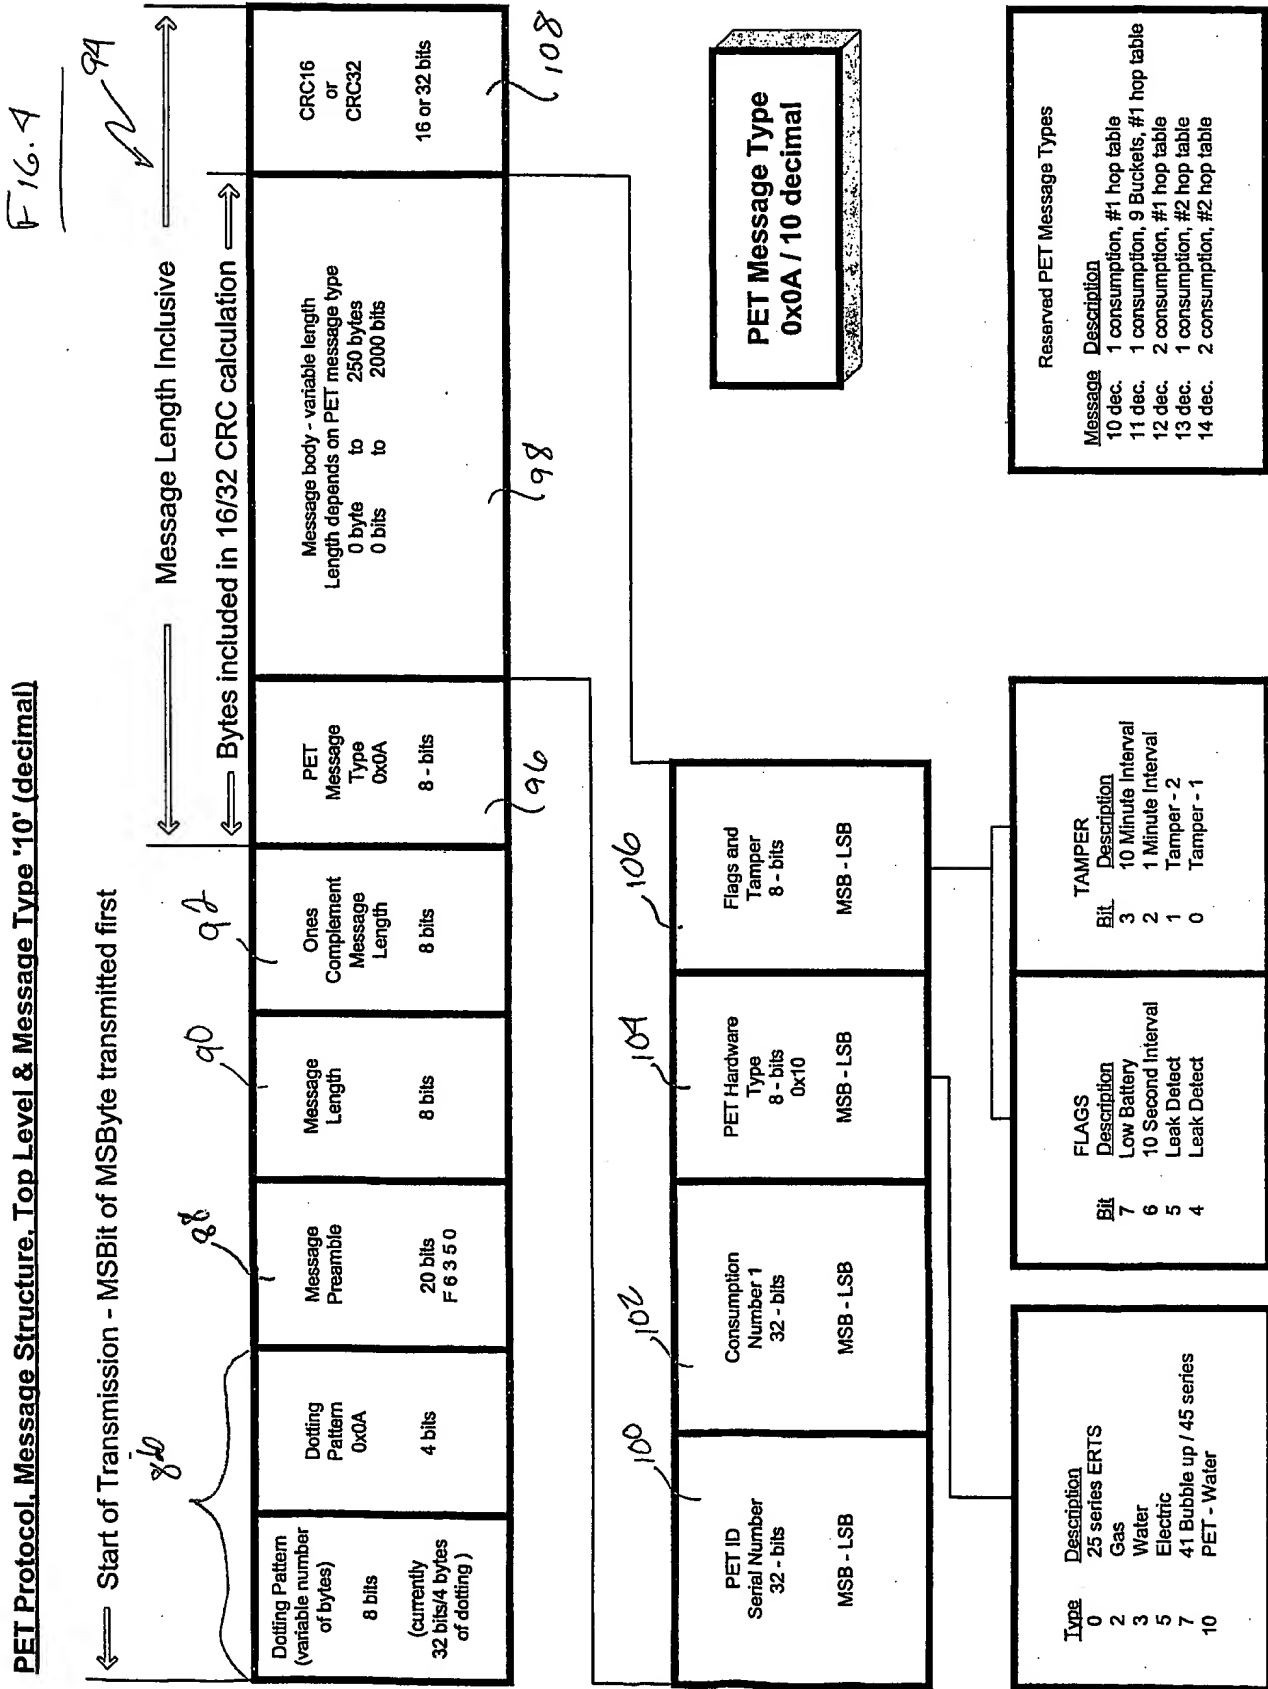 PET Protocol, Message Structure, Top Level & Message Type '10' (decimal)
FIG. 4
94
Start of Transmission - MSBit of MSByte transmitted first
Message Length Inclusive
Bytes included in 16/32 CRC calculation
86
88
90
92
Dotting Pattern
(variable number
of bytes)
8 bits
(currently
32 bits/4 bytes
of dotting )
Dotting
Pattern
0x0A
4 bits
Message
Preamble
20 bits
F 6 3 5 0
Message
Length
8 bits
Ones
Complement
Message
Length
8 bits
PET
Message
Type
0x0A
8 - bits
Message body - variable length
Length depends on PET message type
0 byte to 250 bytes
0 bits to 2000 bits
CRC16
or
CRC32
16 or 32 bits
96
98
108
100
102
104
106
PET ID
Serial Number
32 - bits
MSB - LSB
Consumption
Number 1
32 - bits
MSB - LSB
PET Hardware
Type
8 - bits
0x10
MSB - LSB
Flags and
Tamper
8 - bits
MSB - LSB
PET Message Type
0x0A / 10 decimal
Type Description
0 25 series ERTS
2 Gas
3 Water
5 Electric
7 41 Bubble up / 45 series
10 PET - Water
FLAGS
Bit Description
7 Low Battery
6 10 Second Interval
5 Leak Detect
4 Leak Detect
TAMPER
Bit Description
3 10 Minute Interval
2 1 Minute Interval
1 Tamper - 2
0 Tamper - 1
Reserved PET Message Types
Message Description
10 dec. 1 consumption, #1 hop table
11 dec. 1 consumption, 9 Buckets, #1 hop table
12 dec. 2 consumption, #1 hop table
13 dec. 1 consumption, #2 hop table
14 dec. 2 consumption, #2 hop table